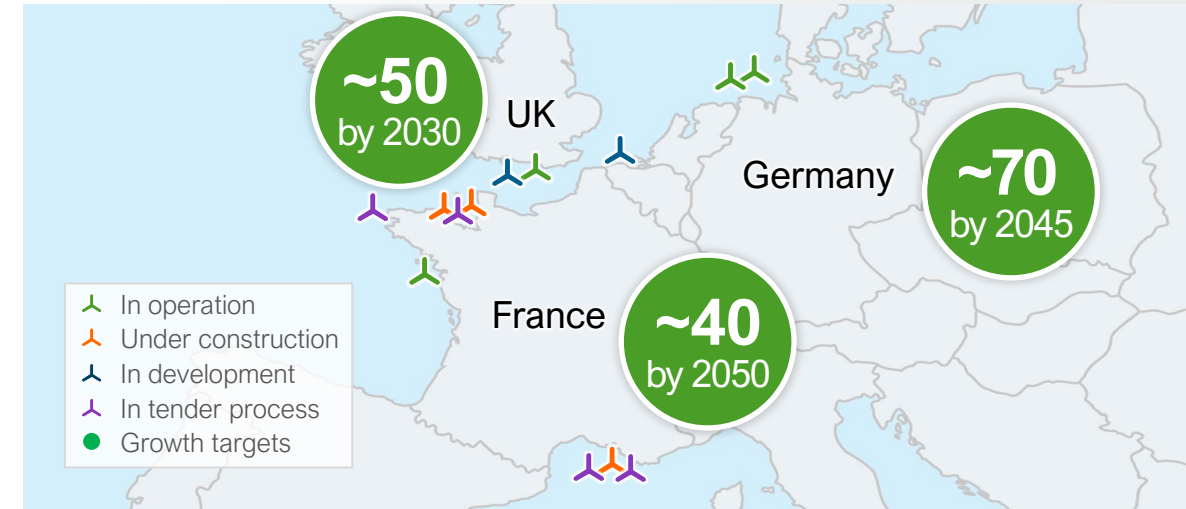 ~50
by 2030
UK
Germany
~70
by 2045
France
~40
by 2050
In operation
Under construction
In development
In tender process
Growth targets